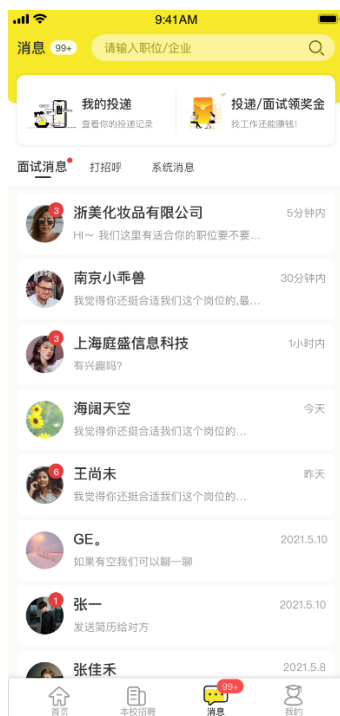 9:41AM
消息 99+ 请输入职位/企业
我的投递 投递/面试领奖金
查看你的投递记录 找工作还能赚钱!
面试消息 打招呼 系统消息
3 浙美化妆品有限公司 5分钟内
HI~ 我们这里有适合你的职位要不要...
南京小乖兽 30分钟内
我觉得你还挺合适我们这个岗位的,最...
3 上海庭盛信息科技 1小时内
有兴趣吗?
海阔天空 今天
我觉得你还挺合适我们这个岗位的...
6 王尚未 昨天
我觉得你还挺合适我们这个岗位的...
GE。 2021.5.10
如果有空我们可以聊一聊
1 张一 2021.5.10
发送简历给对方
张佳禾 2021.5.8
99+
首页 本校招聘 消息 我的